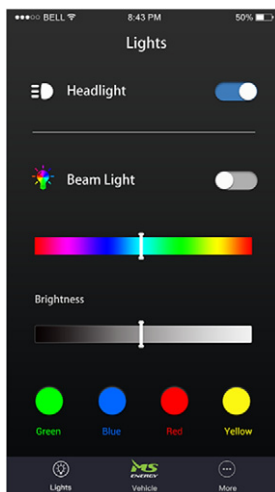 ●●●○○ BELL 8:43 PM 50%
Lights
Headlight
Beam Light
Brightness
Green Blue Red Yellow
MS
ENERGY
Lights Vehicle More